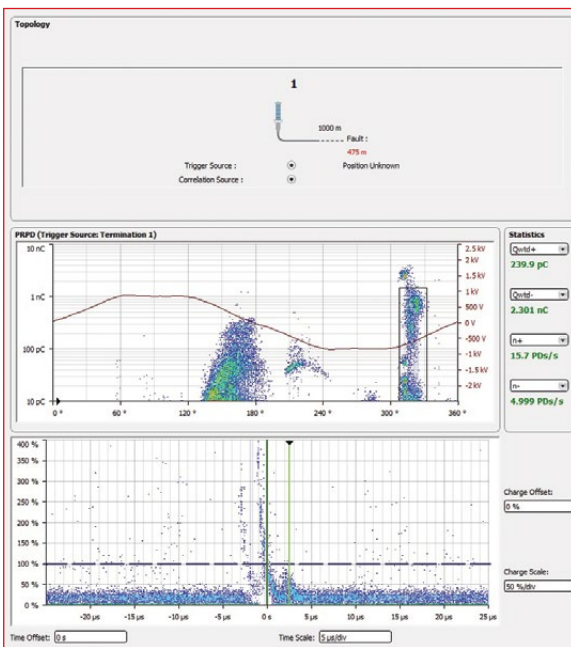 Topology
1
1000 m
Fault :
475 m
Trigger Source :
Position Unknown
Correlation Source :
PRPD (Trigger Source: Termination 1)
10 nC
1 nC
100 pC
10 pC
0 °
60 °
120 °
180 °
240 °
300 °
360 °
2.5 kV
2 kV
1.5 kV
1 kV
500 V
0 V
-500 V
-1 kV
-1.5 kV
-2 kV
Statistics
Qwtd+
239.9 pC
Qwtd-
2.301 nC
n+
15.7 PDs/s
n-
4.999 PDs/s
400 %
350 %
300 %
250 %
200 %
150 %
100 %
50 %
0 %
-20 µs
-15 µs
-10 µs
-5 µs
0 s
5 µs
10 µs
15 µs
20 µs
25 µs
Charge Offset:
0 %
Charge Scale:
50 %/div
Time Offset: 0 s
Time Scale: 5 µs/div